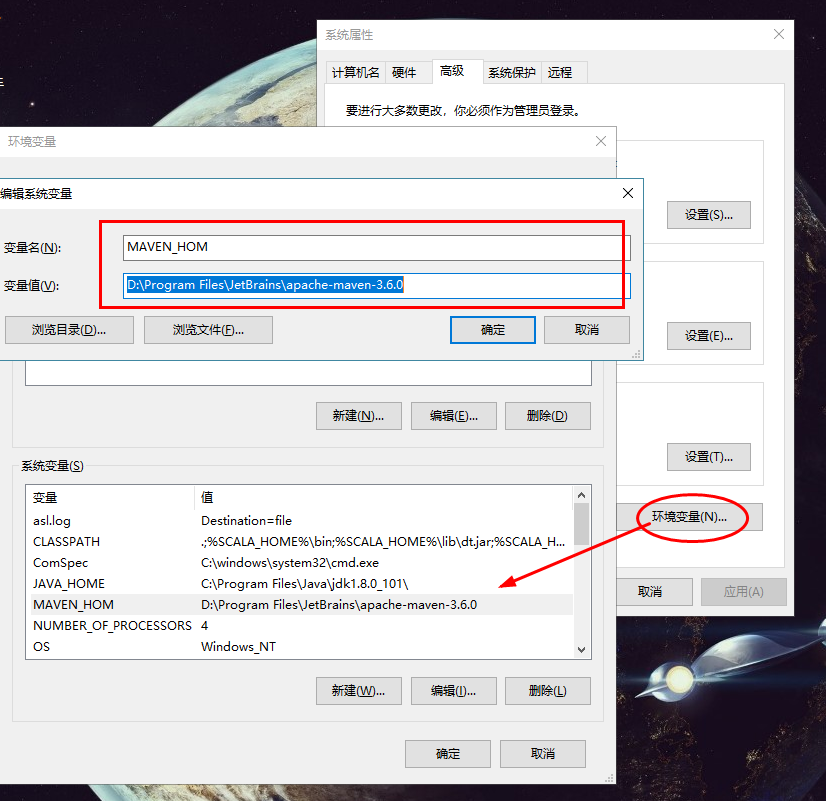 系统属性
计算机名 硬件 高级 系统保护 远程
要进行大多数更改，你必须作为管理员登录。
设置(S)...
设置(E)...
设置(T)...
环境变量(N)...
取消 应用(A)
环境变量
编辑系统变量
变量名(N): MAVEN_HOM
变量值(V): D:\Program Files\JetBrains\apache-maven-3.6.0
浏览目录(D)... 浏览文件(F)... 确定 取消
新建(N)... 编辑(E)... 删除(D)
系统变量(S)
变量 值
asl.log Destination=file
CLASSPATH .;%SCALA_HOME%\bin;%SCALA_HOME%\lib\dt.jar;%SCALA_H...
ComSpec C:\windows\system32\cmd.exe
JAVA_HOME C:\Program Files\Java\jdk1.8.0_101\
MAVEN_HOM D:\Program Files\JetBrains\apache-maven-3.6.0
NUMBER_OF_PROCESSORS 4
OS Windows_NT
新建(W)... 编辑(I)... 删除(L)
确定 取消